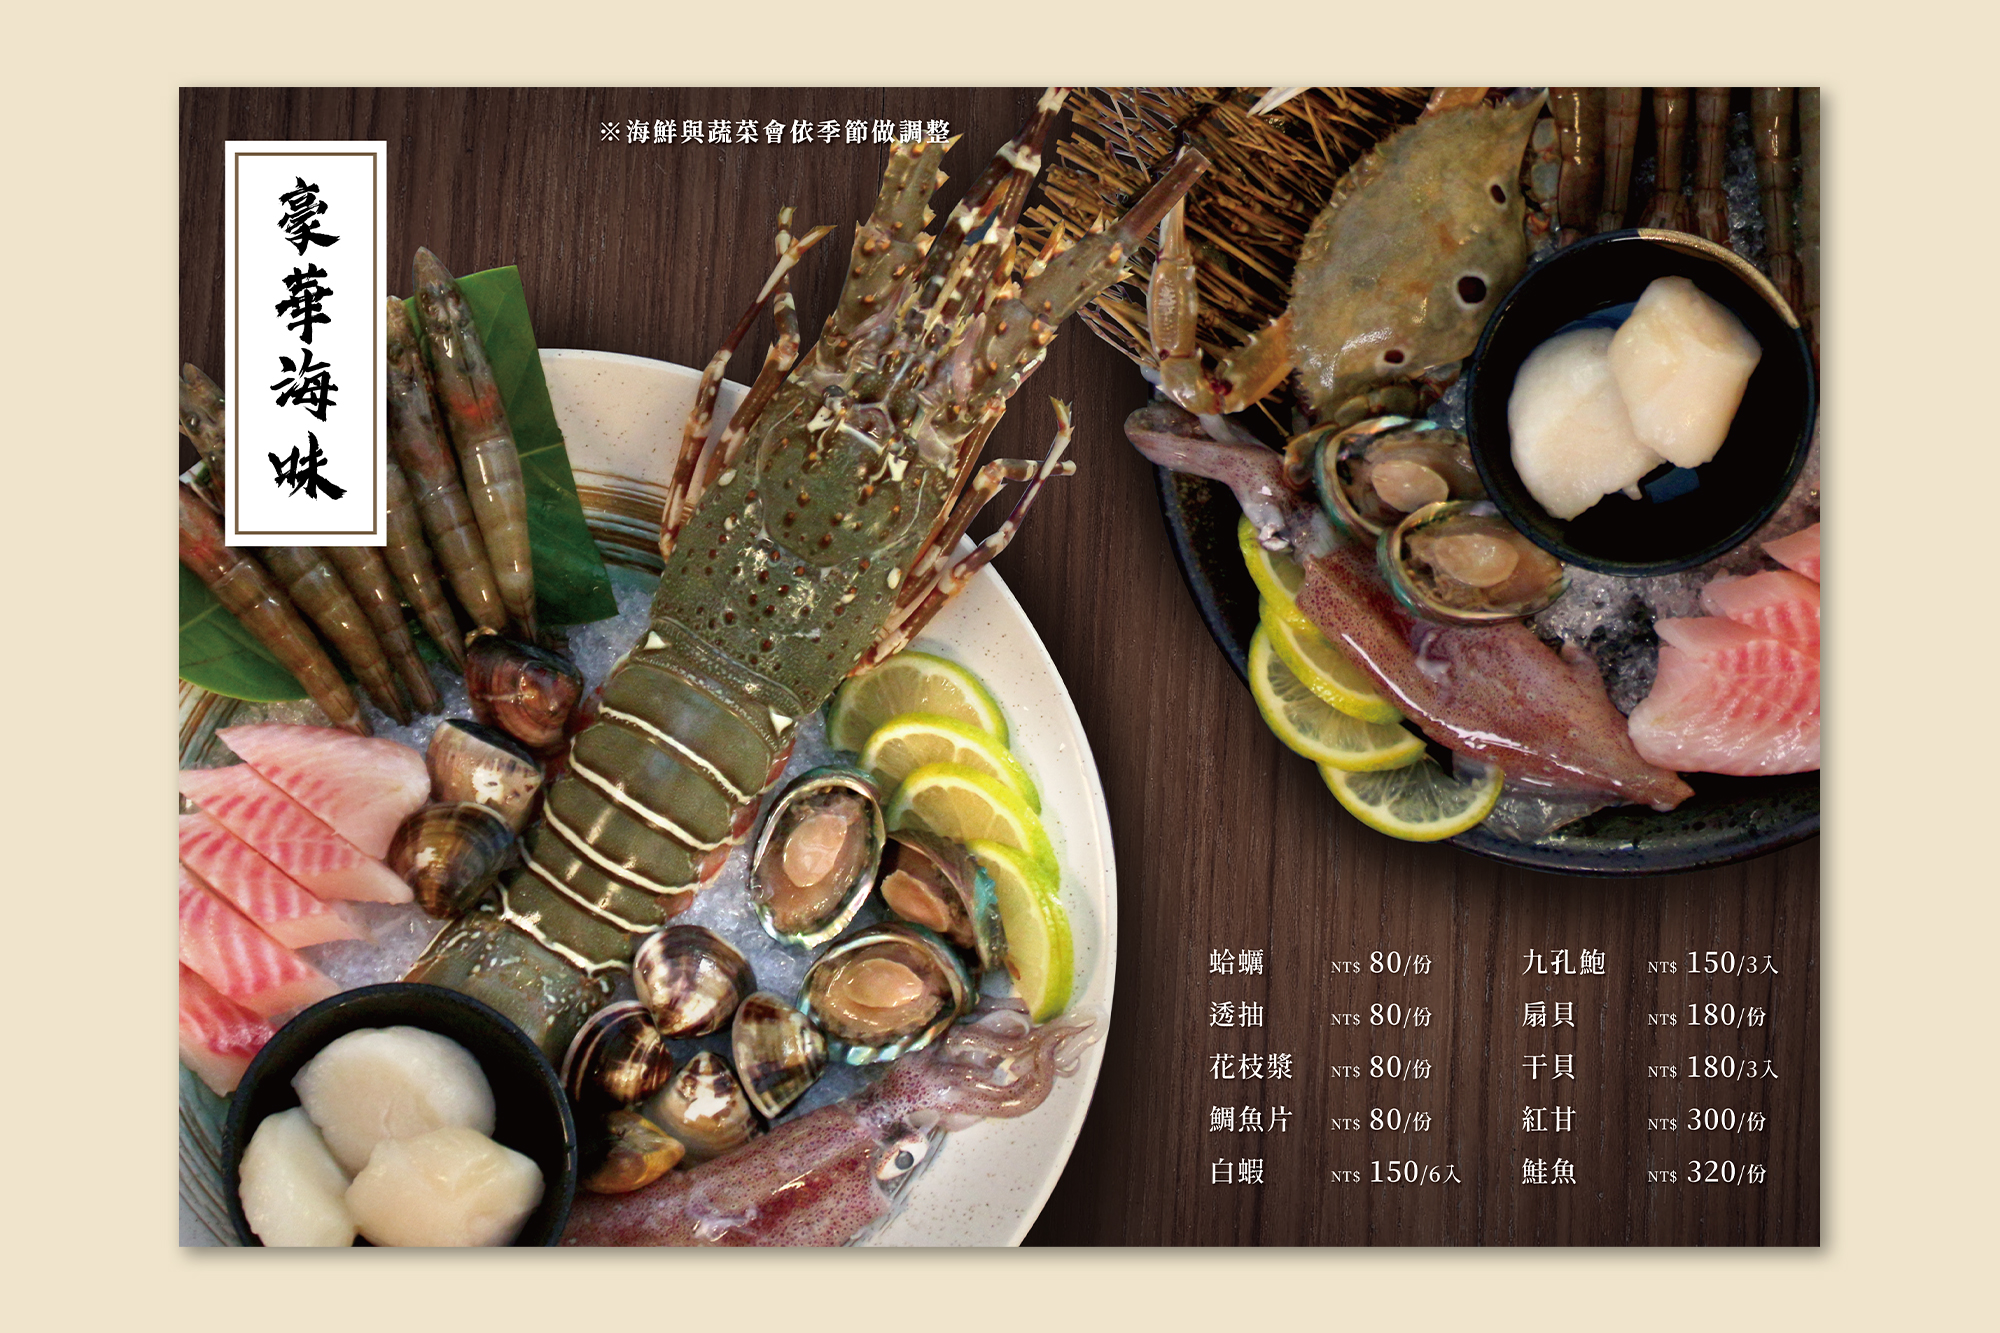 ※海鮮與蔬菜會依季節做調整
豪華海味
蛤蠣 NT$ 80/份
透抽 NT$ 80/份
花枝漿 NT$ 80/份
鯛魚片 NT$ 80/份
白蝦 NT$ 150/6入
九孔鮑 NT$ 150/3入
扇貝 NT$ 180/份
干貝 NT$ 180/3入
紅甘 NT$ 300/份
鮭魚 NT$ 320/份